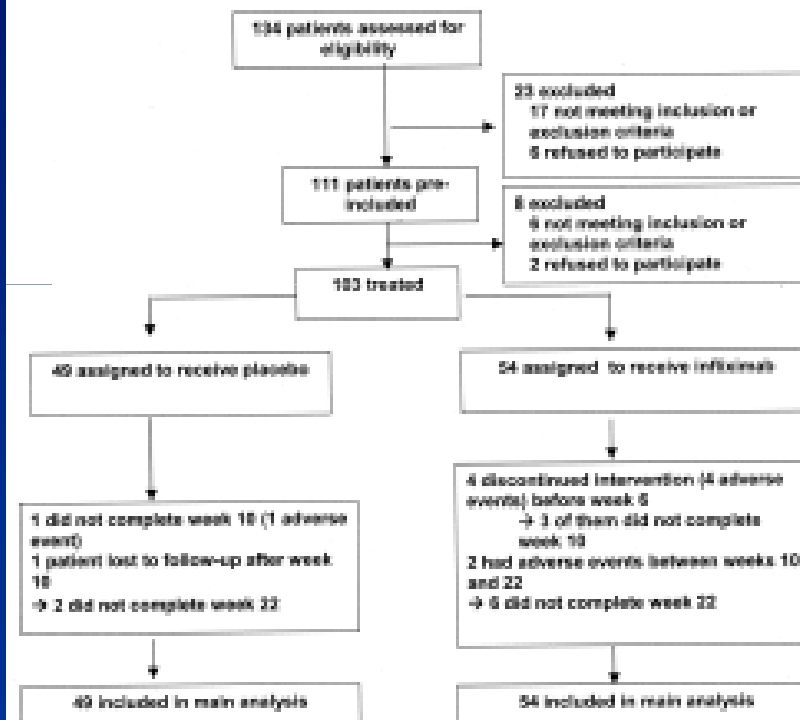 134 patients assessed for
eligibility
23 excluded
17 not meeting inclusion or
exclusion criteria
6 refused to participate
111 patients pre-
included
8 excluded
6 not meeting inclusion or
exclusion criteria
2 refused to participate
103 treated
49 assigned to receive placebo
54 assigned to receive infliximab
1 did not complete week 10 (1 adverse
event)
1 patient lost to follow-up after week
10
→ 2 did not complete week 22
4 discontinued intervention (4 adverse
events) before week 6
→ 3 of them did not complete
week 10
2 had adverse events between weeks 10
and 22
→ 6 did not complete week 22
49 included in main analysis
54 included in main analysis